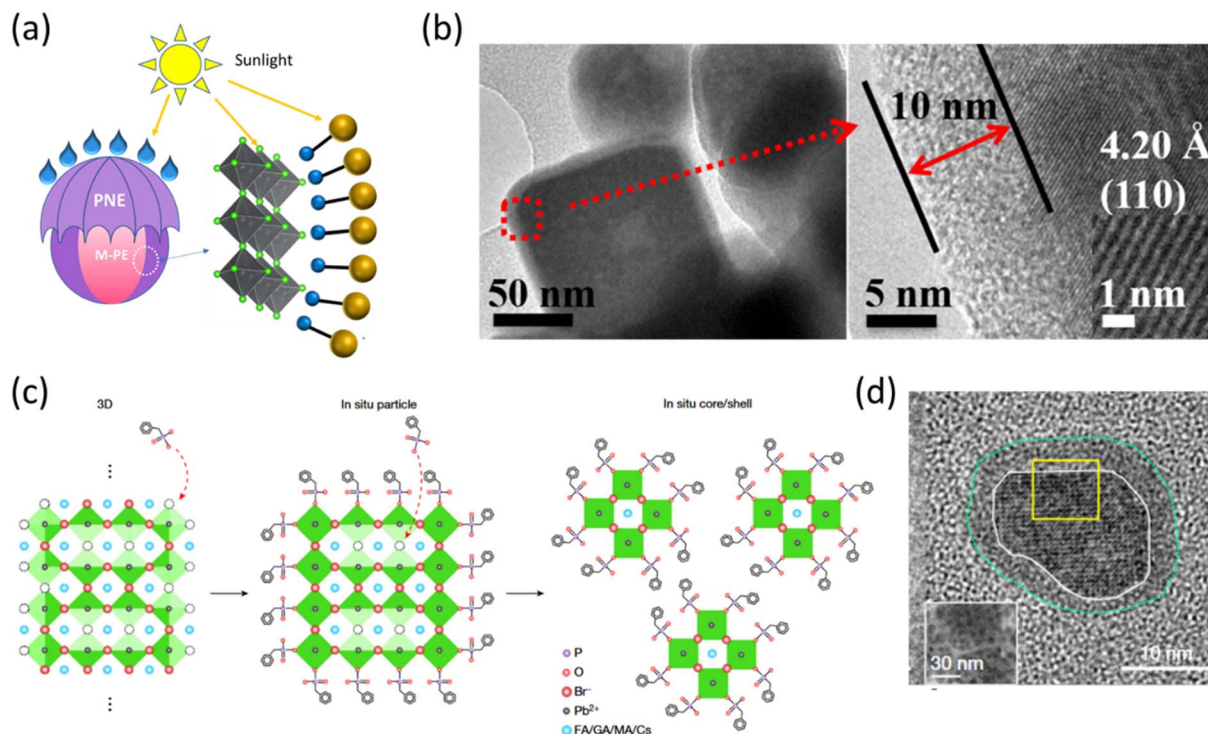 (a)
Sunlight
PNE
M-PE
(b)
50 nm
10 nm
4.20 Å
(110)
5 nm
1 nm
(c)
3D
In situ particle
In situ core/shell
P
O
Br⁻
Pb²⁺
FA/GA/MA/Cs
(d)
30 nm
10 nm